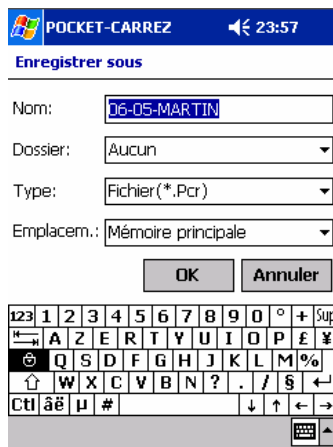 POCKET-CARREZ 23:57
Enregistrer sous
Nom: 06-05-MARTIN
Dossier: Aucun
Type: Fichier(*.Pcr)
Emplacem.: Mémoire principale
OK Annuler
123 1 2 3 4 5 6 7 8 9 0 ° + Sup
A Z E R T Y U I O P £ ¥
Q S D F G H J K L M %
W X C V B N ? . / §
Ctl âë µ # ↓ ↑ ← →